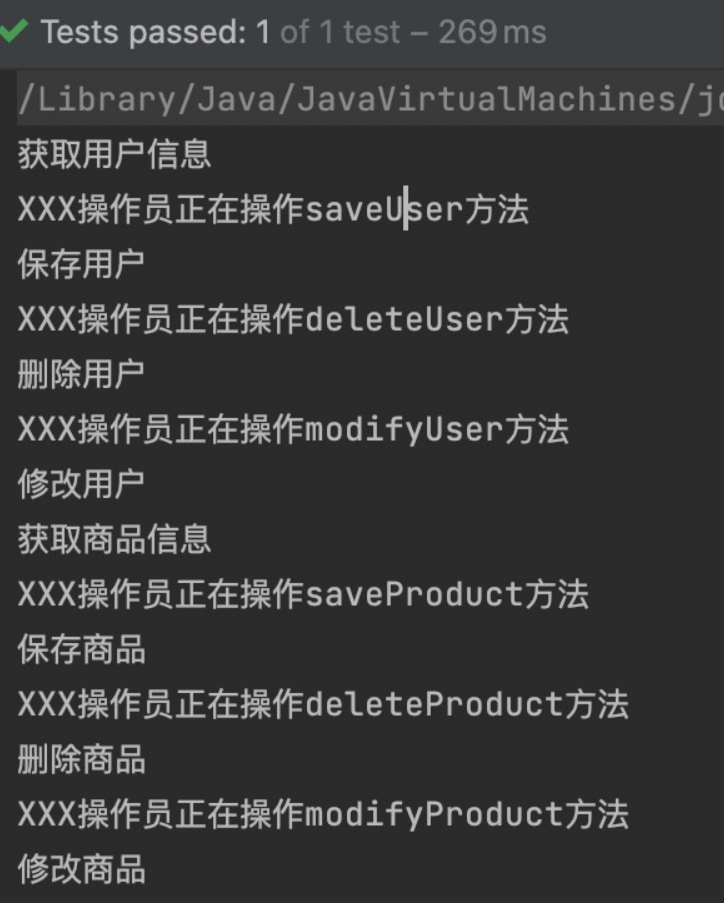 Tests passed: 1 of 1 test – 269 ms
/Library/Java/JavaVirtualMachines/
获取用户信息
XXX操作员正在操作saveUser方法
保存用户
XXX操作员正在操作deleteUser方法
删除用户
XXX操作员正在操作modifyUser方法
修改用户
获取商品信息
XXX操作员正在操作saveProduct方法
保存商品
XXX操作员正在操作deleteProduct方法
删除商品
XXX操作员正在操作modifyProduct方法
修改商品